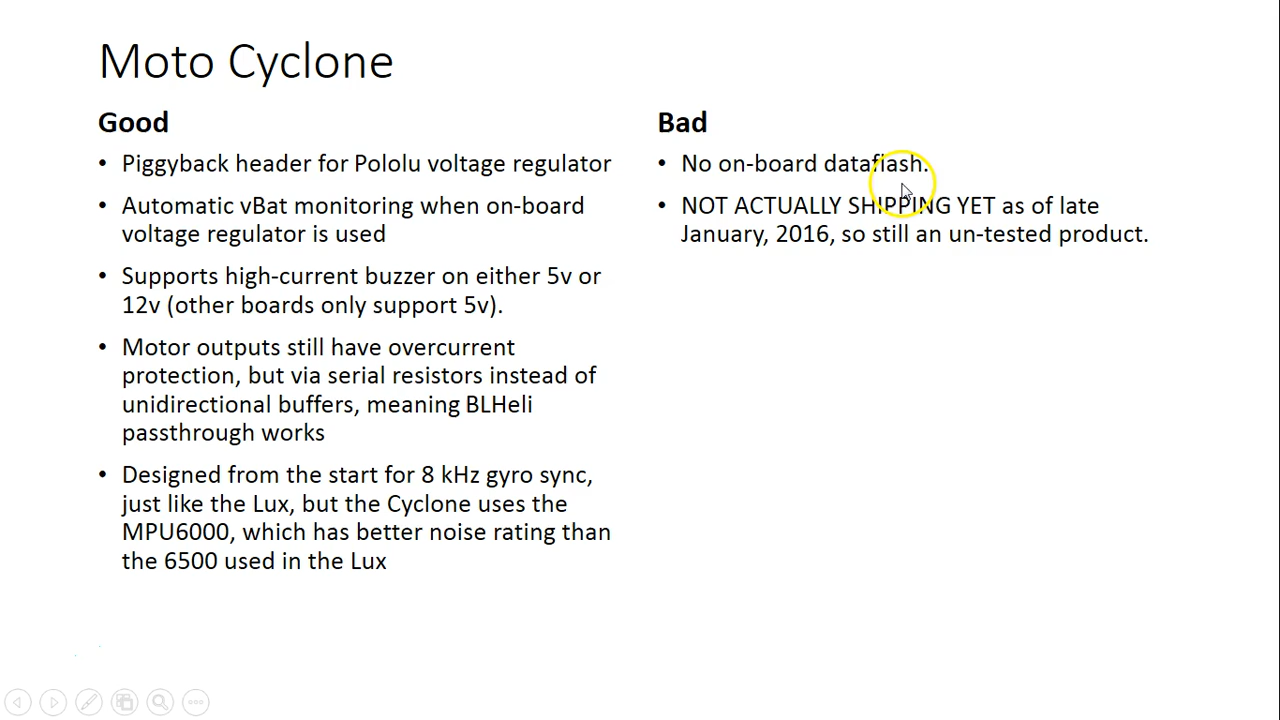 Moto Cyclone
Good
• Piggyback header for Pololu voltage regulator
• Automatic vBat monitoring when on-board
voltage regulator is used
• Supports high-current buzzer on either 5v or
12v (other boards only support 5v).
• Motor outputs still have overcurrent
protection, but via serial resistors instead of
unidirectional buffers, meaning BLHeli
passthrough works
• Designed from the start for 8 kHz gyro sync,
just like the Lux, but the Cyclone uses the
MPU6000, which has better noise rating than
the 6500 used in the Lux
Bad
• No on-board dataflash.
• NOT ACTUALLY SHIPPING YET as of late
January, 2016, so still an un-tested product.